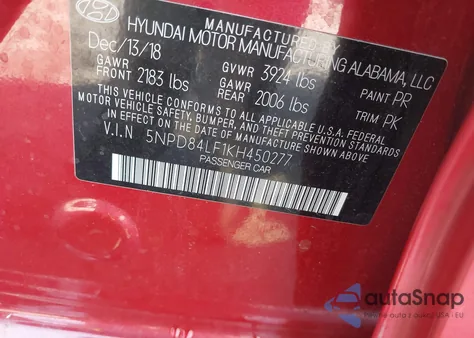 MANUFACTURED BY
HYUNDAI MOTOR MANUFACTURING ALABAMA, LLC
Dec/13/18
GVWR 3924 lbs
PAINT PR
GAWR FRONT 2183 lbs
GAWR REAR 2006 lbs
TRIM PK
THIS VEHICLE CONFORMS TO ALL APPLICABLE U.S.A. FEDERAL
MOTOR VEHICLE SAFETY, BUMPER, AND THEFT PREVENTION
STANDARDS IN EFFECT ON THE DATE OF MANUFACTURE SHOWN ABOVE.
V.I.N 5NPD84LF1KH450277
PASSENGER CAR
autoSnap